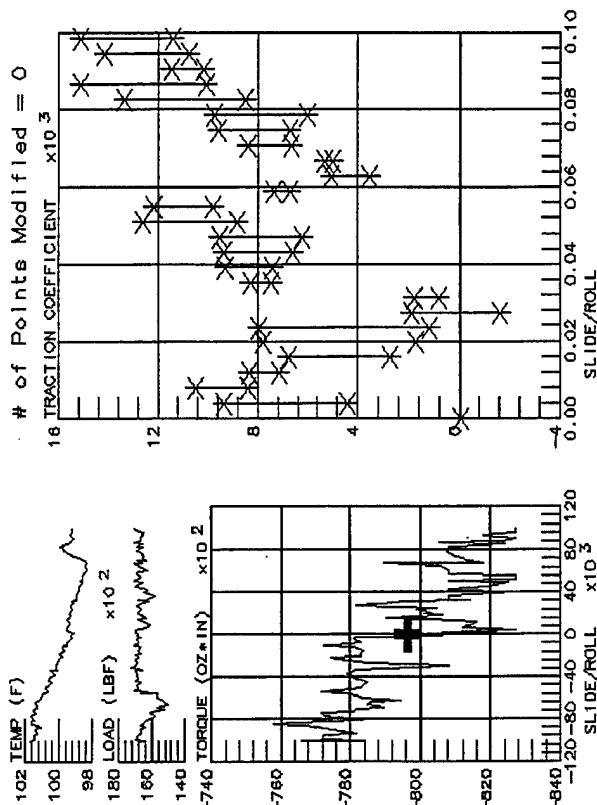 # of Points Modified = 0
TRACTION COEFFICIENT x10 3
16
12
8
4
0
-4
0.00 0.02 0.04 0.06 0.08 0.10
SLIDE/ROLL
102 TEMP (F)
100
98
180 LOAD (LBF) x10 2
160
140
-740 TORQUE (OZ*IN) x10 2
-760
-780
-800
-820
-840
-120 -80 -40 0 40 80 120
SLIDE/ROLL x10 3